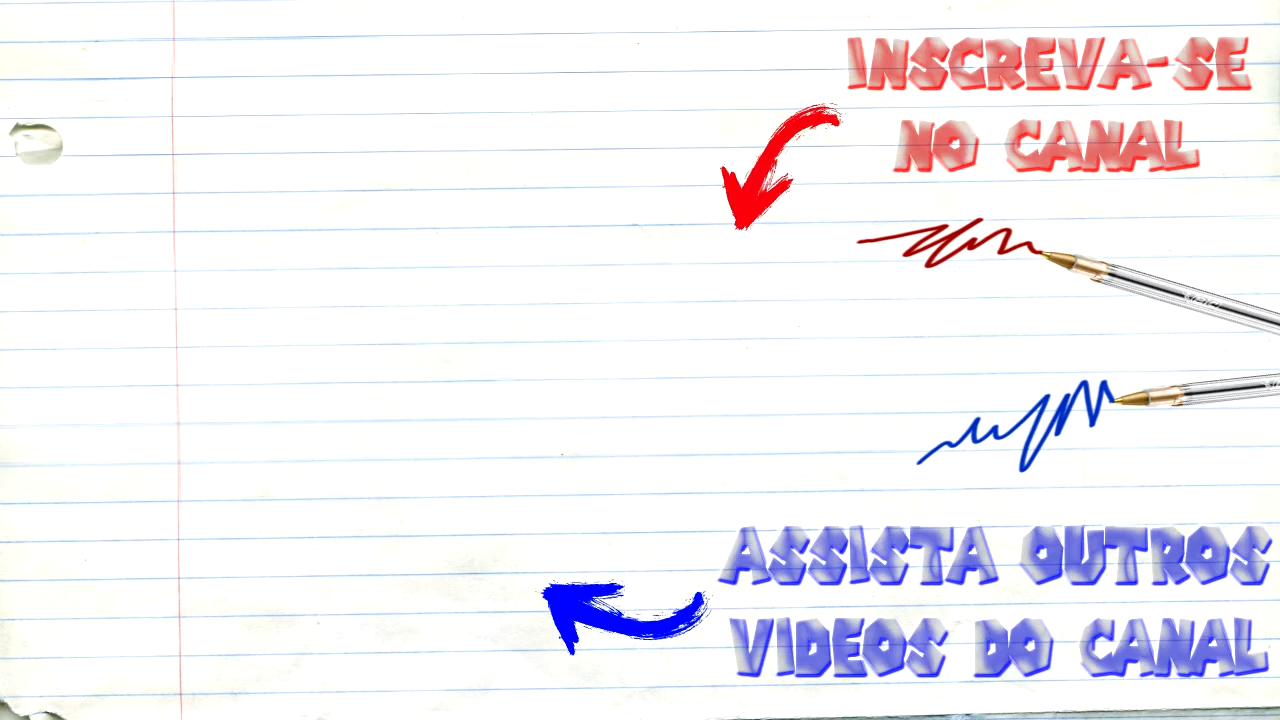 INSCREVA-SE
NO CANAL
ASSISTA OUTROS
VIDEOS DO CANAL